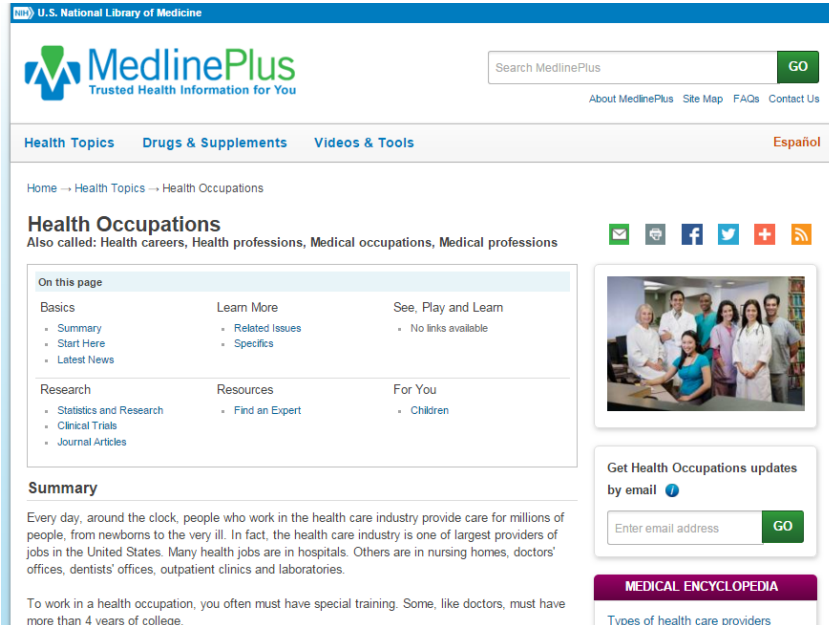 NIH U.S. National Library of Medicine
MedlinePlus
Trusted Health Information for You
Search MedlinePlus
GO
About MedlinePlus Site Map FAQs Contact Us
Health Topics Drugs & Supplements Videos & Tools Español
Home → Health Topics → Health Occupations
Health Occupations
Also called: Health careers, Health professions, Medical occupations, Medical professions
On this page
Basics
Summary
Start Here
Latest News
Learn More
Related Issues
Specifics
See, Play and Learn
No links available
Research
Statistics and Research
Clinical Trials
Journal Articles
Resources
Find an Expert
For You
Children
Summary
Every day, around the clock, people who work in the health care industry provide care for millions of
people, from newborns to the very ill. In fact, the health care industry is one of largest providers of
jobs in the United States. Many health jobs are in hospitals. Others are in nursing homes, doctors'
offices, dentists' offices, outpatient clinics and laboratories.
To work in a health occupation, you often must have special training. Some, like doctors, must have
more than 4 years of college.
Get Health Occupations updates
by email i
Enter email address
GO
MEDICAL ENCYCLOPEDIA
Types of health care providers